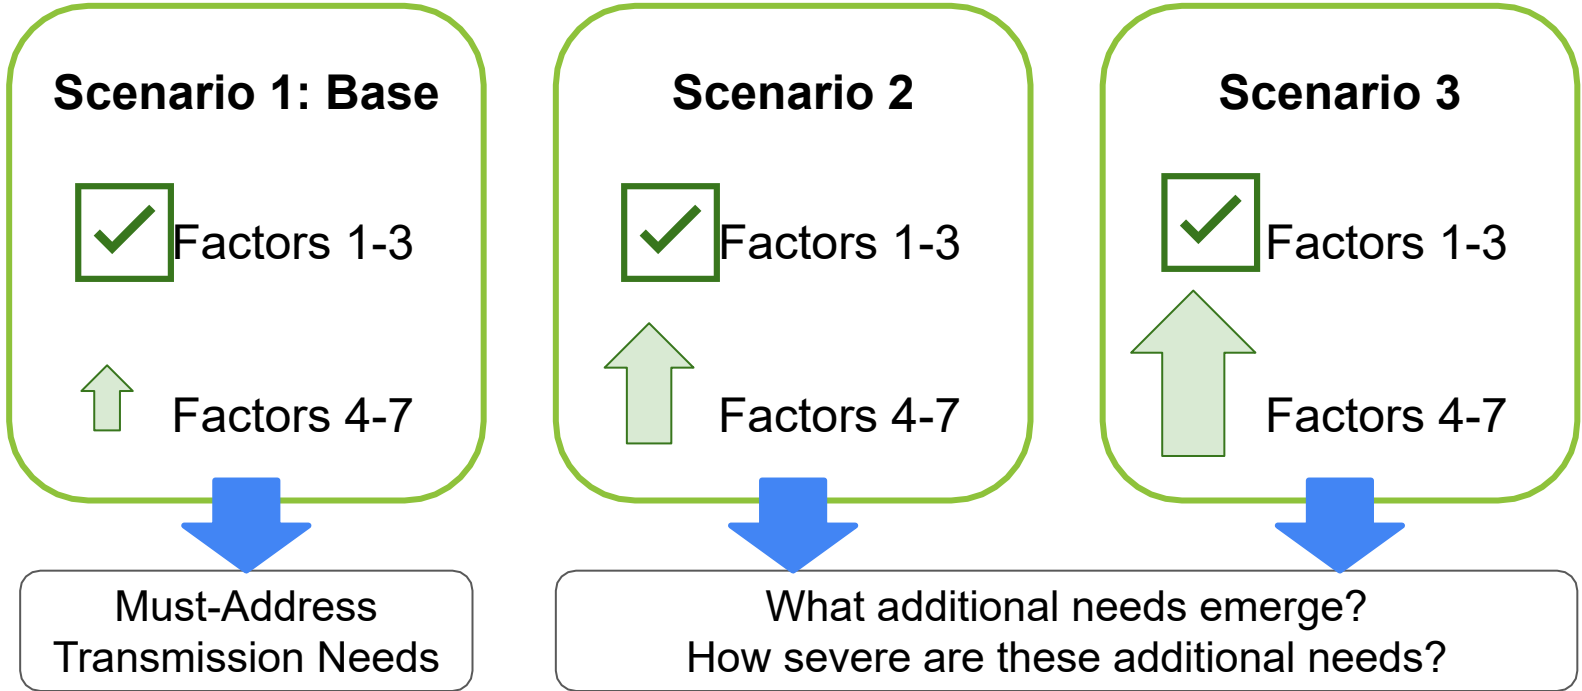 Scenario 1: Base
Factors 1-3
Factors 4-7
Must-Address
Transmission Needs
Scenario 2
Factors 1-3
Factors 4-7
Scenario 3
Factors 1-3
Factors 4-7
What additional needs emerge?
How severe are these additional needs?